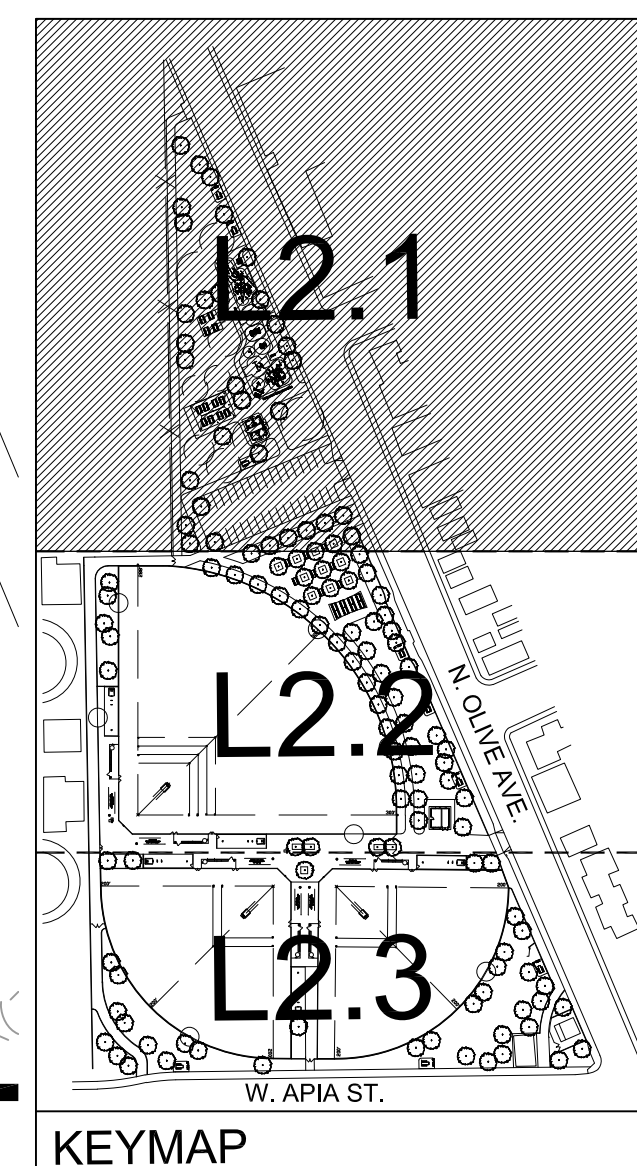 L2.1
L2.2
N. OLIVE AVE.
L2.3
W. APIA ST.
KEYMAP